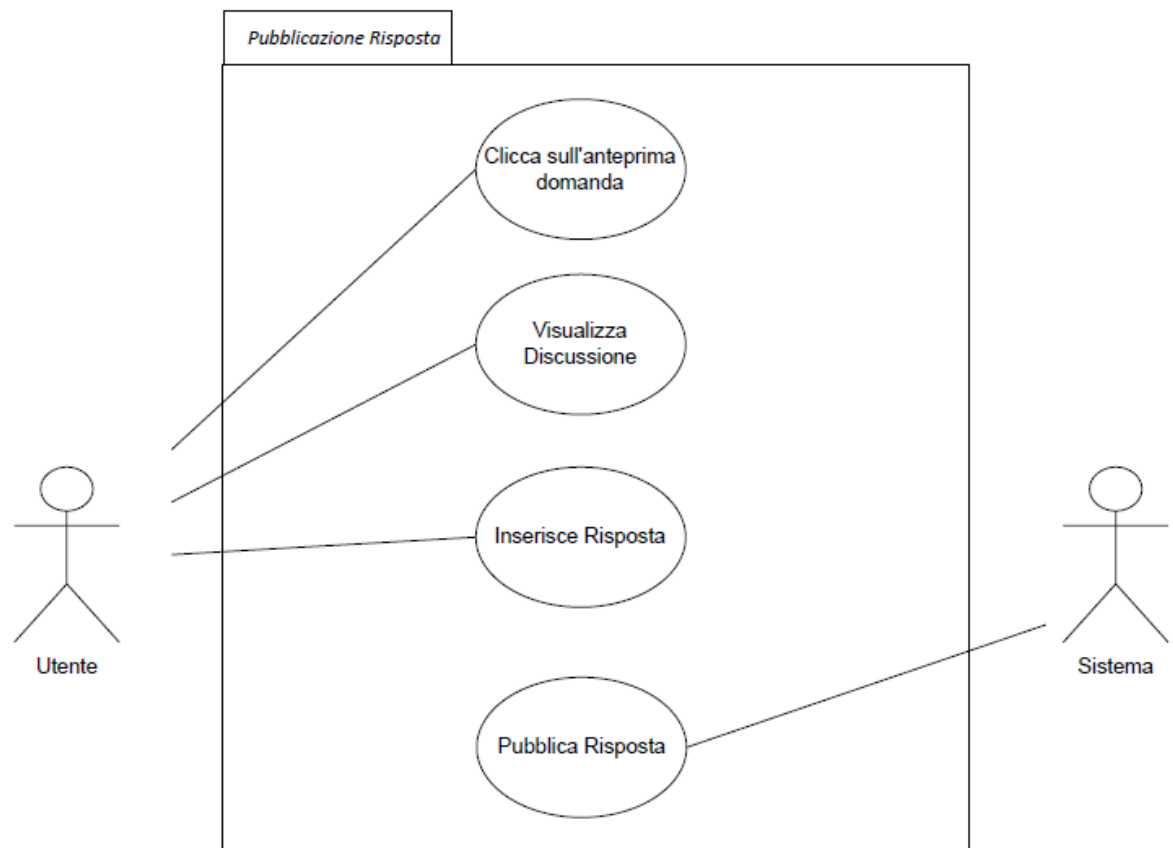 Pubblicazione Risposta
Clicca sull'anteprima
domanda
Visualizza
Discussione
Inserisce Risposta
Utente
Sistema
Pubblica Risposta